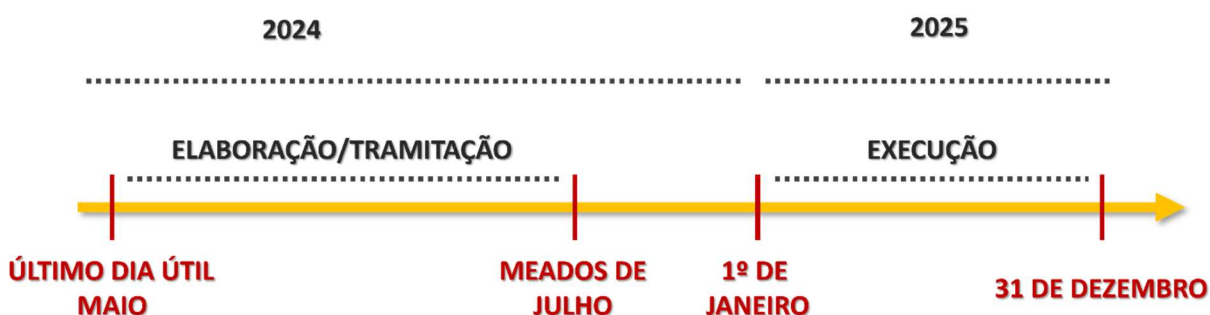 2024
2025
ELABORAÇÃO/TRAMITAÇÃO
EXECUÇÃO
ÚLTIMO DIA ÚTIL
MAIO
MEADOS DE
JULHO
1º DE
JANEIRO
31 DE DEZEMBRO